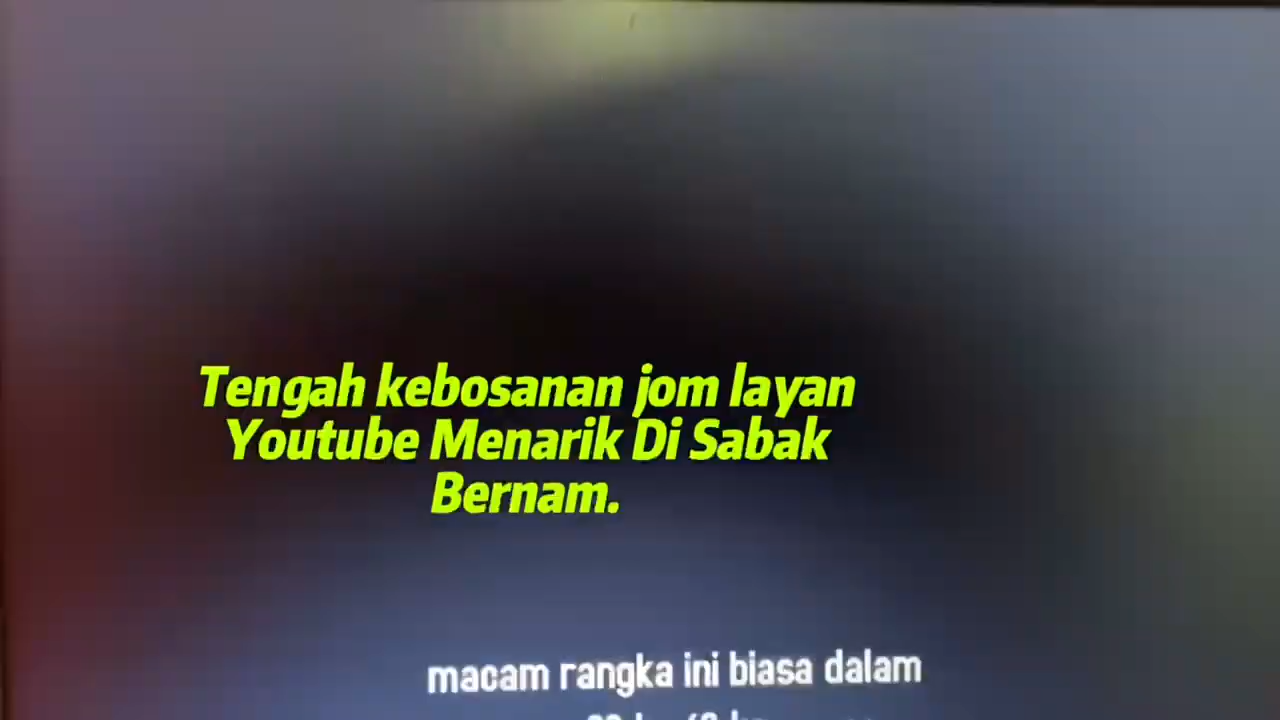 Tengah kebosanan jom layan
Youtube Menarik Di Sabak
Bernam.
macam rangka ini biasa dalam